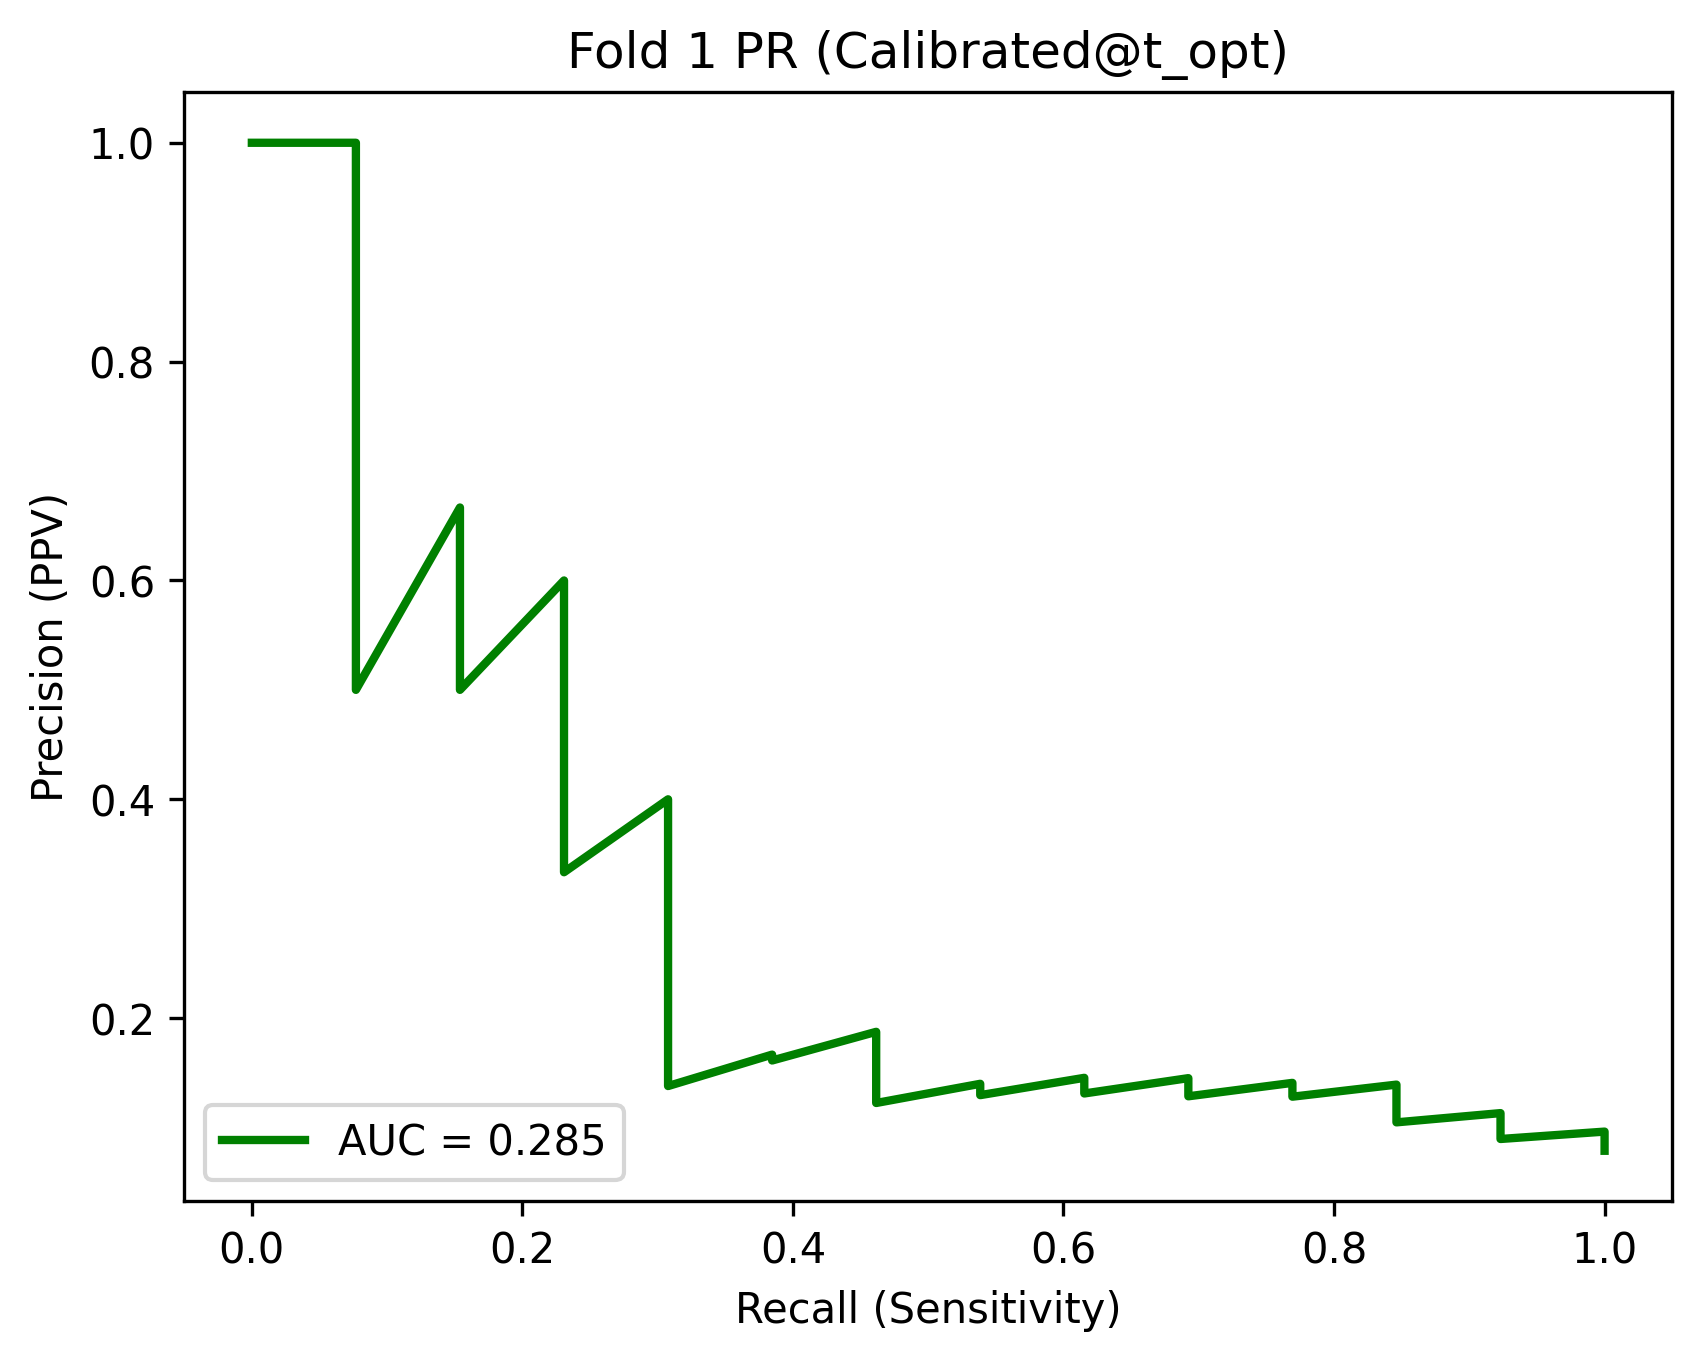 Fold 1 PR (Calibrated@t_opt)
Precision (PPV)
1.0
0.8
0.6
0.4
0.2
AUC = 0.285
0.0 0.2 0.4 0.6 0.8 1.0
Recall (Sensitivity)